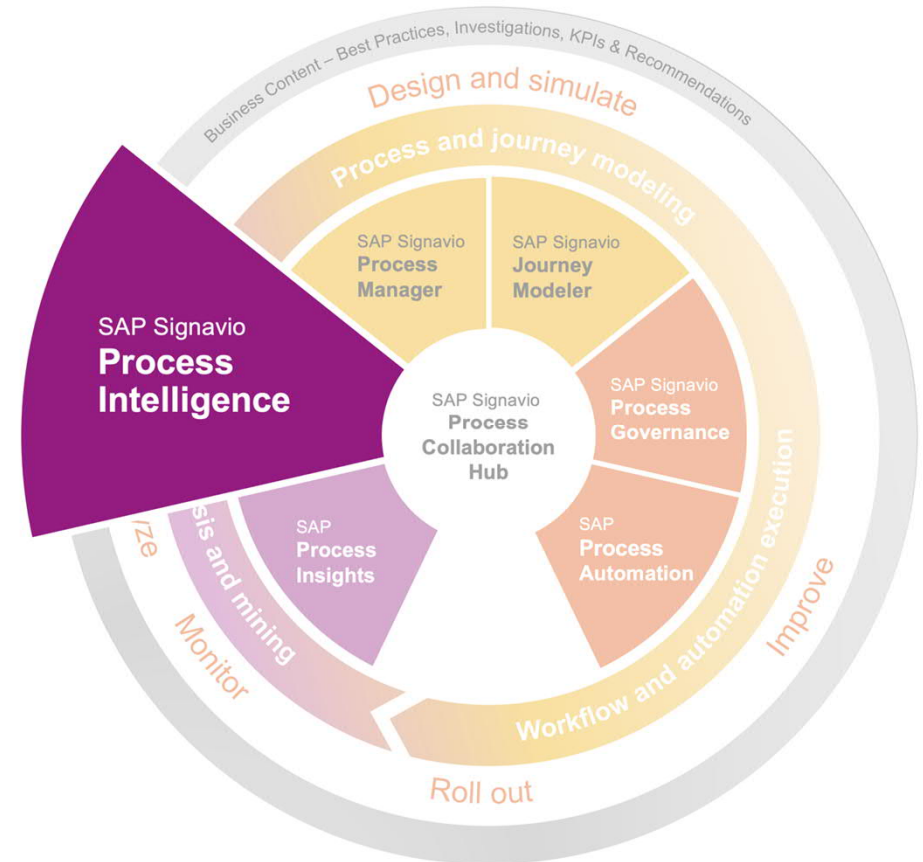 Business Content – Best Practices, Investigations, KPIs & Recommendations
Design and simulate
Process and journey modeling
SAP Signavio
Process
Manager
SAP Signavio
Journey
Modeler
SAP Signavio
Process
Intelligence
SAP Signavio
Process
Collaboration
Hub
SAP Signavio
Process
Governance
SAP
Process
Insights
SAP
Process
Automation
and mining
Workflow and automation execution
Monitor
Improve
Roll out